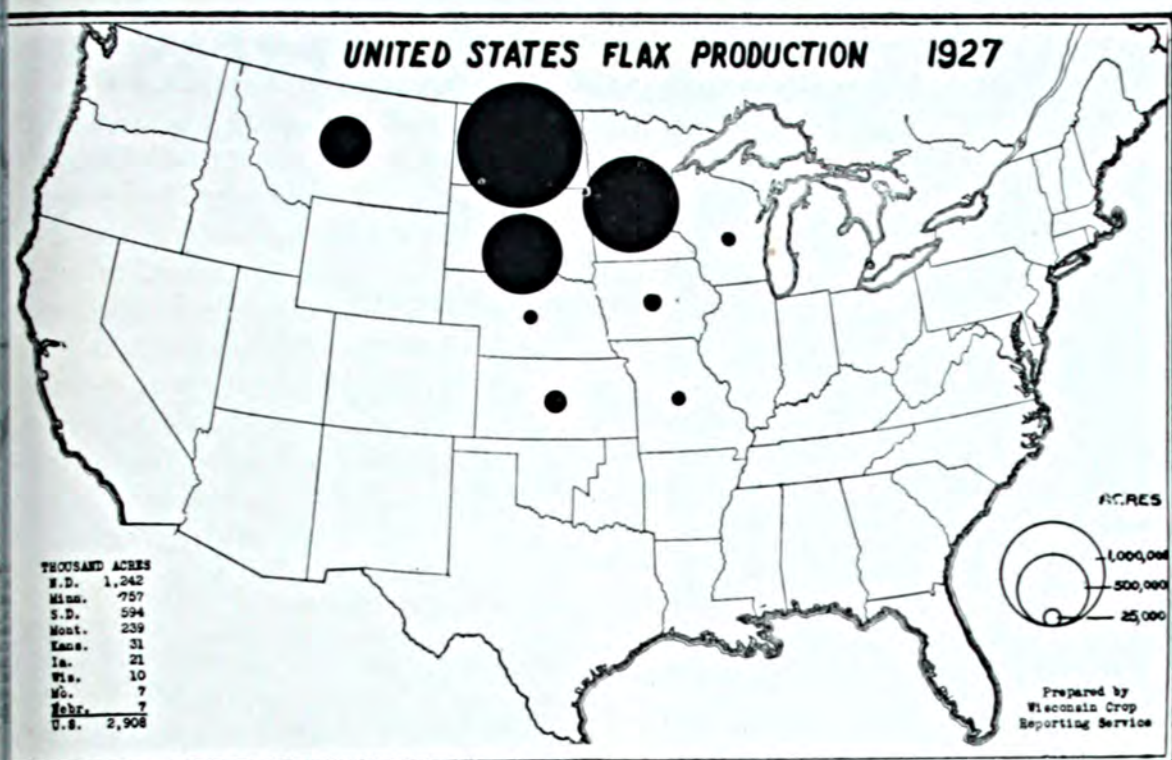 UNITED STATES FLAX PRODUCTION 1927
THOUSAND ACRES
N.D. 1,242
Minn. 757
S.D. 594
Mont. 239
Kans. 31
Ia. 21
Wis. 10
Mo. 7
Nebr. 7
U.S. 2,908
ACRES
1,000,000
500,000
25,000
Prepared by
Wisconsin Crop
Reporting Service